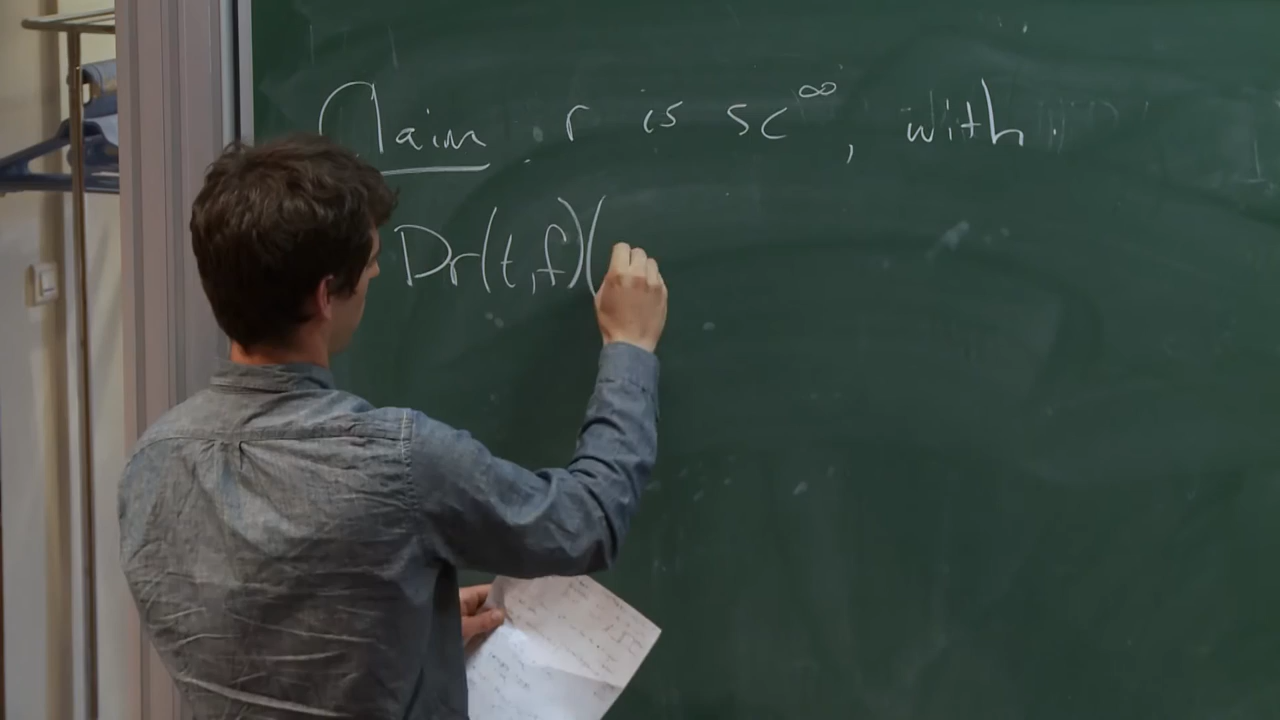 Claim. r is sc^∞, with
Dr(t,f)(